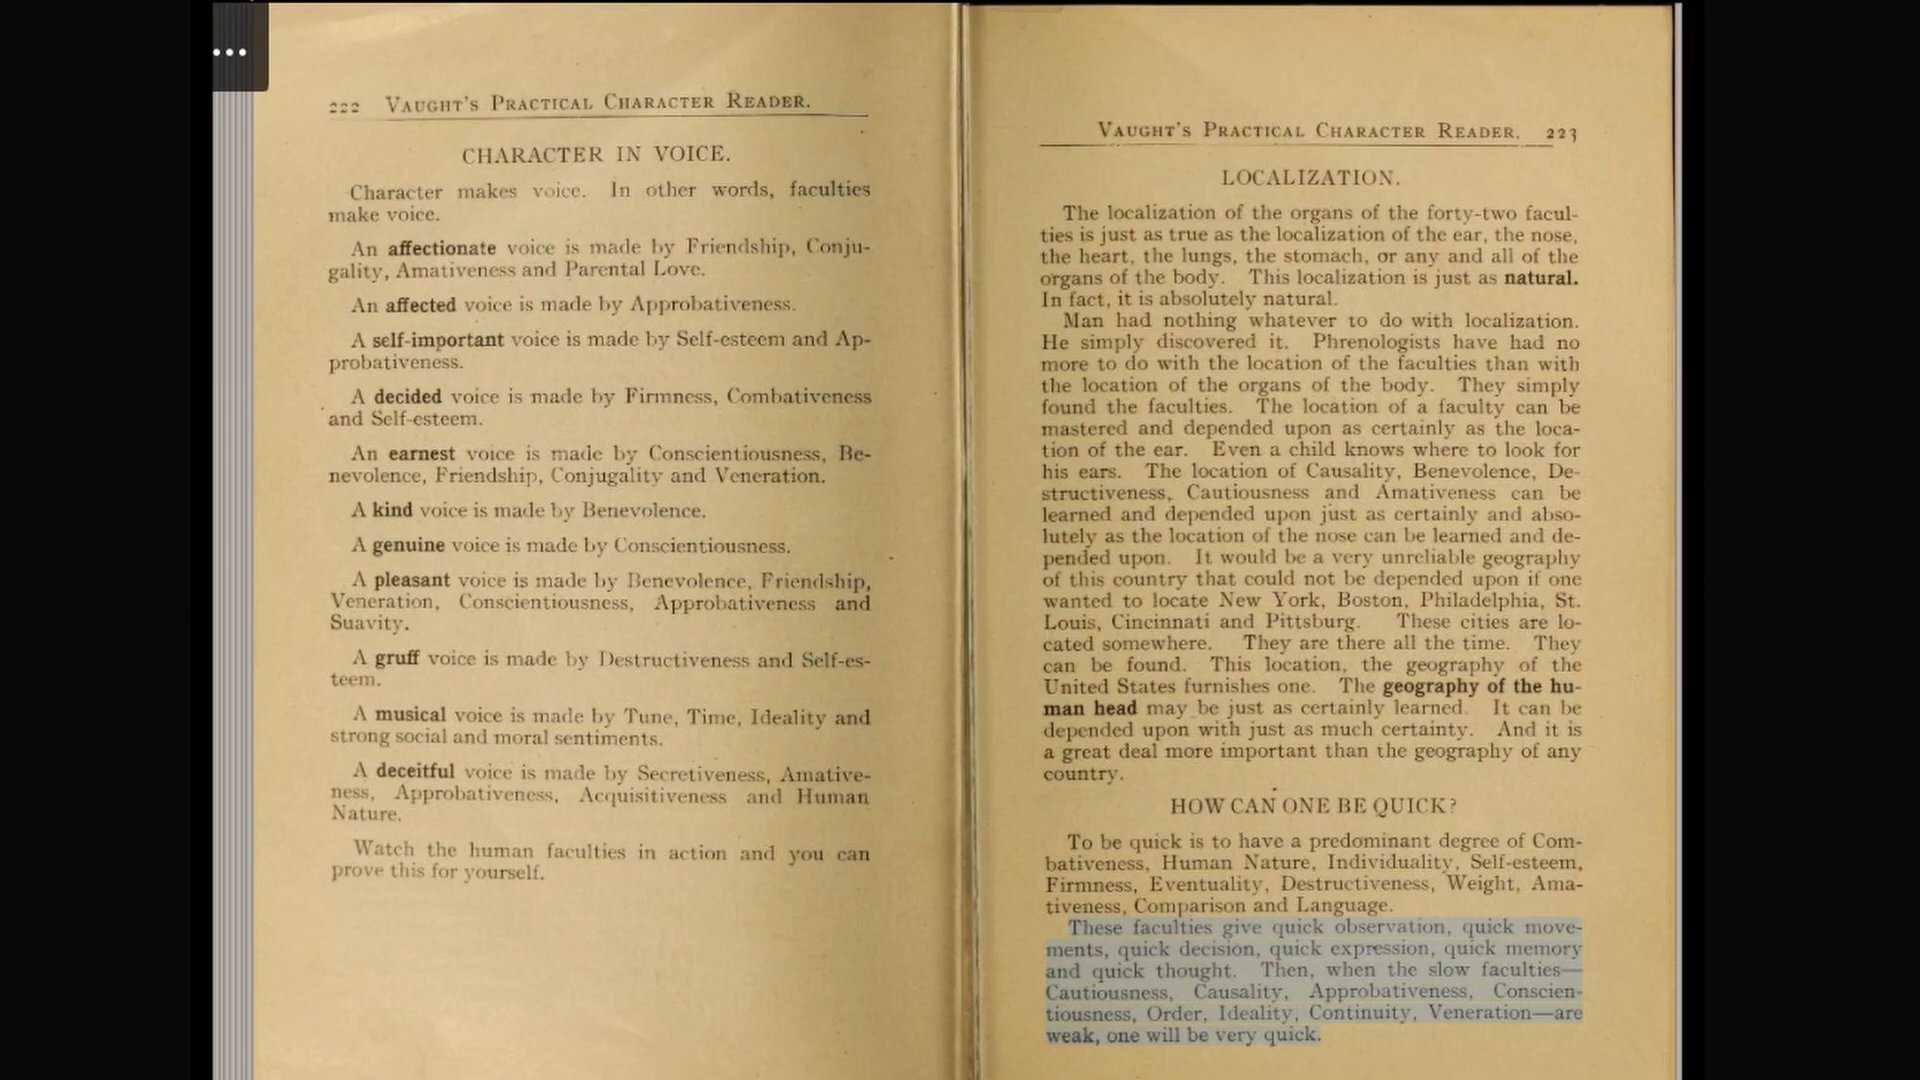 222 VAUGHT'S PRACTICAL CHARACTER READER.
CHARACTER IN VOICE.
Character makes voice. In other words, faculties
make voice.
An affectionate voice is made by Friendship, Conju-
gality, Amativeness and Parental Love.
An affected voice is made by Approbativeness.
A self-important voice is made by Self-esteem and Ap-
probativeness.
A decided voice is made by Firmness, Combativeness
and Self-esteem.
An earnest voice is made by Conscientiousness, Be-
nevolence, Friendship, Conjugality and Veneration.
A kind voice is made by Benevolence.
A genuine voice is made by Conscientiousness.
A pleasant voice is made by Benevolence, Friendship,
Veneration, Conscientiousness, Approbativeness and
Suavity.
A gruff voice is made by Destructiveness and Self-es-
teem.
A musical voice is made by Tune, Time, Ideality and
strong social and moral sentiments.
A deceitful voice is made by Secretiveness, Amative-
ness, Approbativeness, Acquisitiveness and Human
Nature.
Watch the human faculties in action and you can
prove this for yourself.
VAUGHT'S PRACTICAL CHARACTER READER. 223
LOCALIZATION.
The localization of the organs of the forty-two facul-
ties is just as true as the localization of the ear, the nose,
the heart, the lungs, the stomach, or any and all of the
organs of the body. This localization is just as natural.
In fact, it is absolutely natural.
Man had nothing whatever to do with localization.
He simply discovered it. Phrenologists have had no
more to do with the location of the faculties than with
the location of the organs of the body. They simply
found the faculties. The location of a faculty can be
mastered and depended upon as certainly as the loca-
tion of the ear. Even a child knows where to look for
his ears. The location of Causality, Benevolence, De-
structiveness, Cautiousness and Amativeness can be
learned and depended upon just as certainly and abso-
lutely as the location of the nose can be learned and de-
pended upon. It would be a very unreliable geography
of this country that could not be depended upon if one
wanted to locate New York, Boston, Philadelphia, St.
Louis, Cincinnati and Pittsburg. These cities are lo-
cated somewhere. They are there all the time. They
can be found. This location, the geography of the
United States furnishes one. The geography of the hu-
man head may be just as certainly learned. It can be
depended upon with just as much certainty. And it is
a great deal more important than the geography of any
country.
HOW CAN ONE BE QUICK?
To be quick is to have a predominant degree of Com-
bativeness, Human Nature, Individuality, Self-esteem,
Firmness, Eventuality, Destructiveness, Weight, Ama-
tiveness, Comparison and Language.
These faculties give quick observation, quick move-
ments, quick decision, quick expression, quick memory
and quick thought. Then, when the slow faculties—
Cautiousness, Causality, Approbativeness, Conscien-
tiousness, Order, Ideality, Continuity, Veneration—are
weak, one will be very quick.